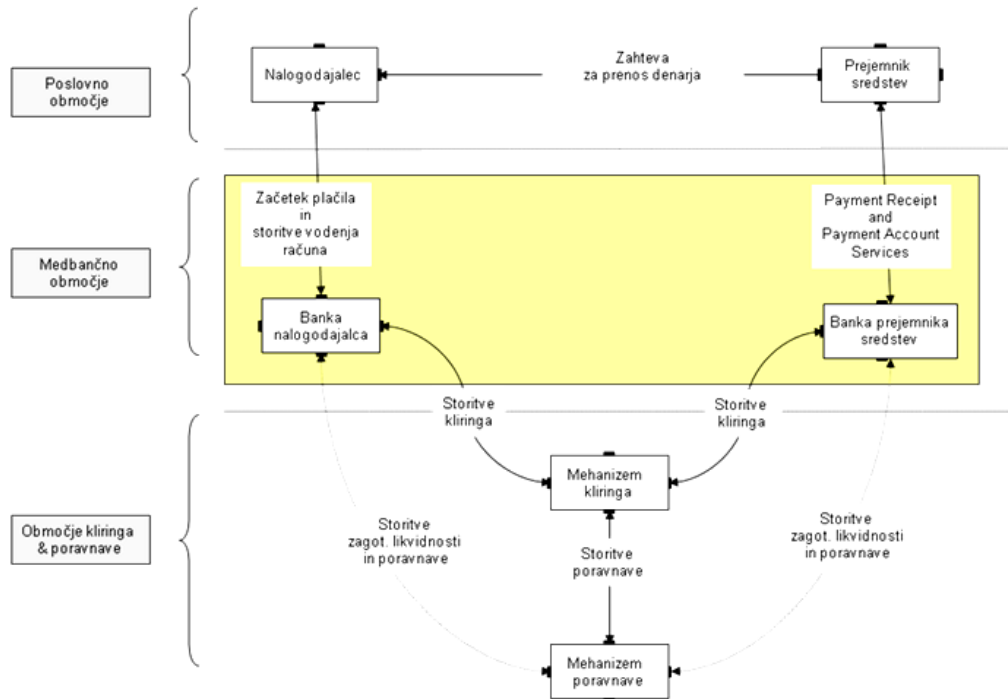 Poslovno
območje
Nalogodajalec
Zahteva
za prenos denarja
Prejemnik
sredstev
Medbančno
območje
Začetek plačila
in
storitve vodenja
računa
Payment Receipt
and
Payment Account
Services
Banka
nalogodajalca
Banka prejemnika
sredstev
Storitve
kliringa
Storitve
kliringa
Območje kliringa
& poravnave
Mehanizem
kliringa
Storitve
zagot. likvidnosti
in poravnave
Storitve
poravnave
Storitve
zagot. likvidnosti
in poravnave
Mehanizem
poravnave